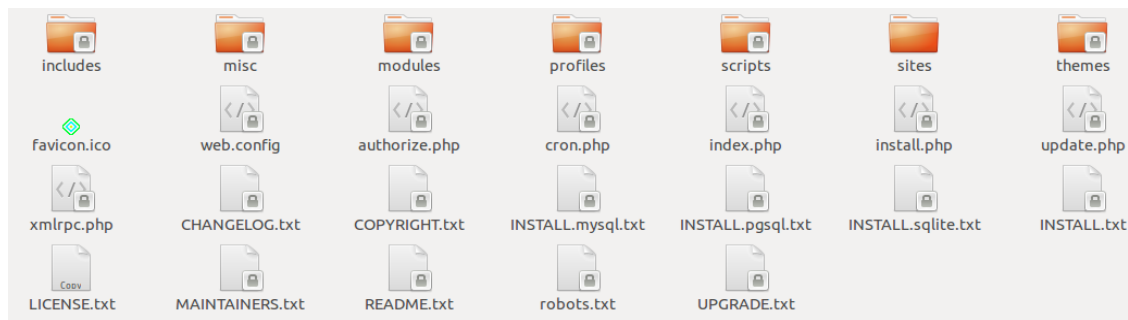 includes misc modules profiles scripts sites themes
favicon.ico web.config authorize.php cron.php index.php install.php update.php
xmlrpc.php CHANGELOG.txt COPYRIGHT.txt INSTALL.mysql.txt INSTALL.pgsql.txt INSTALL.sqlite.txt INSTALL.txt
Copy
LICENSE.txt MAINTAINERS.txt README.txt robots.txt UPGRADE.txt